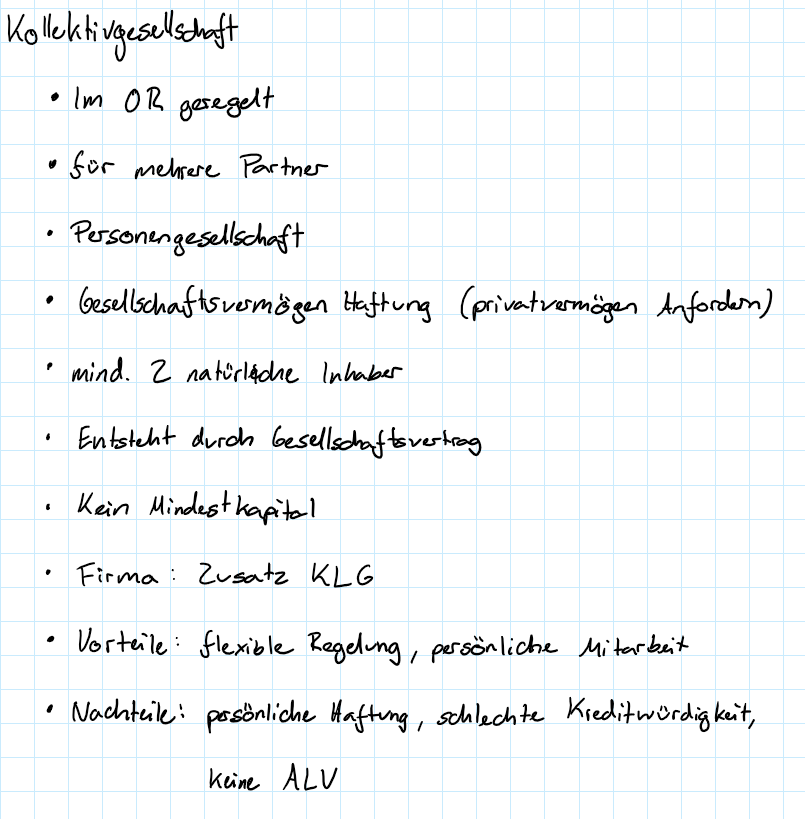 Kollektivgesellschaft
• Im OR geregelt
• für mehrere Partner
• Personengesellschaft
• Gesellschaftsvermögen Haftung (privatvermögen Anfordern)
• mind. 2 natürliche Inhaber
• Entsteht durch Gesellschaftsvertrag
• Kein Mindestkapital
• Firma: Zusatz KLG
• Vorteile: flexible Regelung, persönliche Mitarbeit
• Nachteile: persönliche Haftung, schlechte Kreditwürdigkeit,
keine ALV